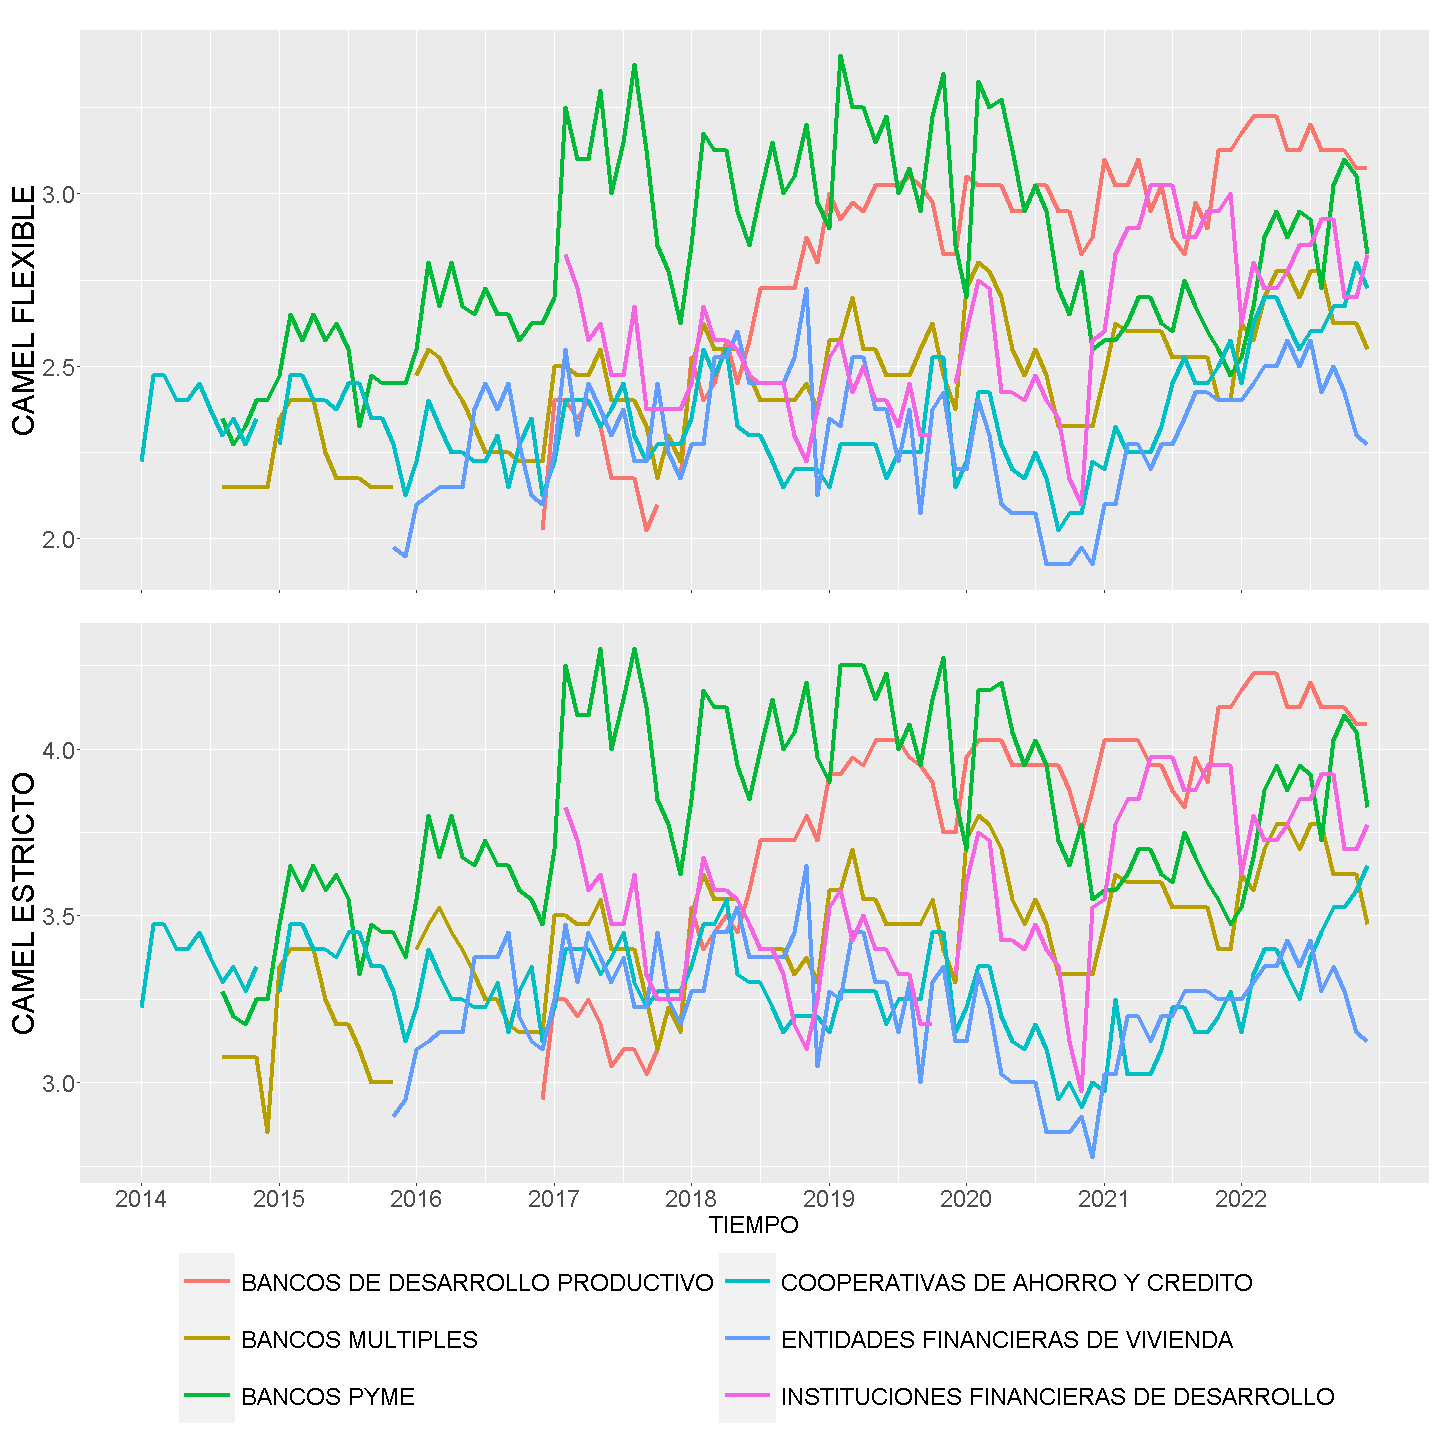 CAMEL FLEXIBLE
3.0
2.5
2.0
CAMEL ESTRICTO
4.0
3.5
3.0
2014 2015 2016 2017 2018 2019 2020 2021 2022
TIEMPO
BANCOS DE DESARROLLO PRODUCTIVO
BANCOS MULTIPLES
BANCOS PYME
COOPERATIVAS DE AHORRO Y CREDITO
ENTIDADES FINANCIERAS DE VIVIENDA
INSTITUCIONES FINANCIERAS DE DESARROLLO